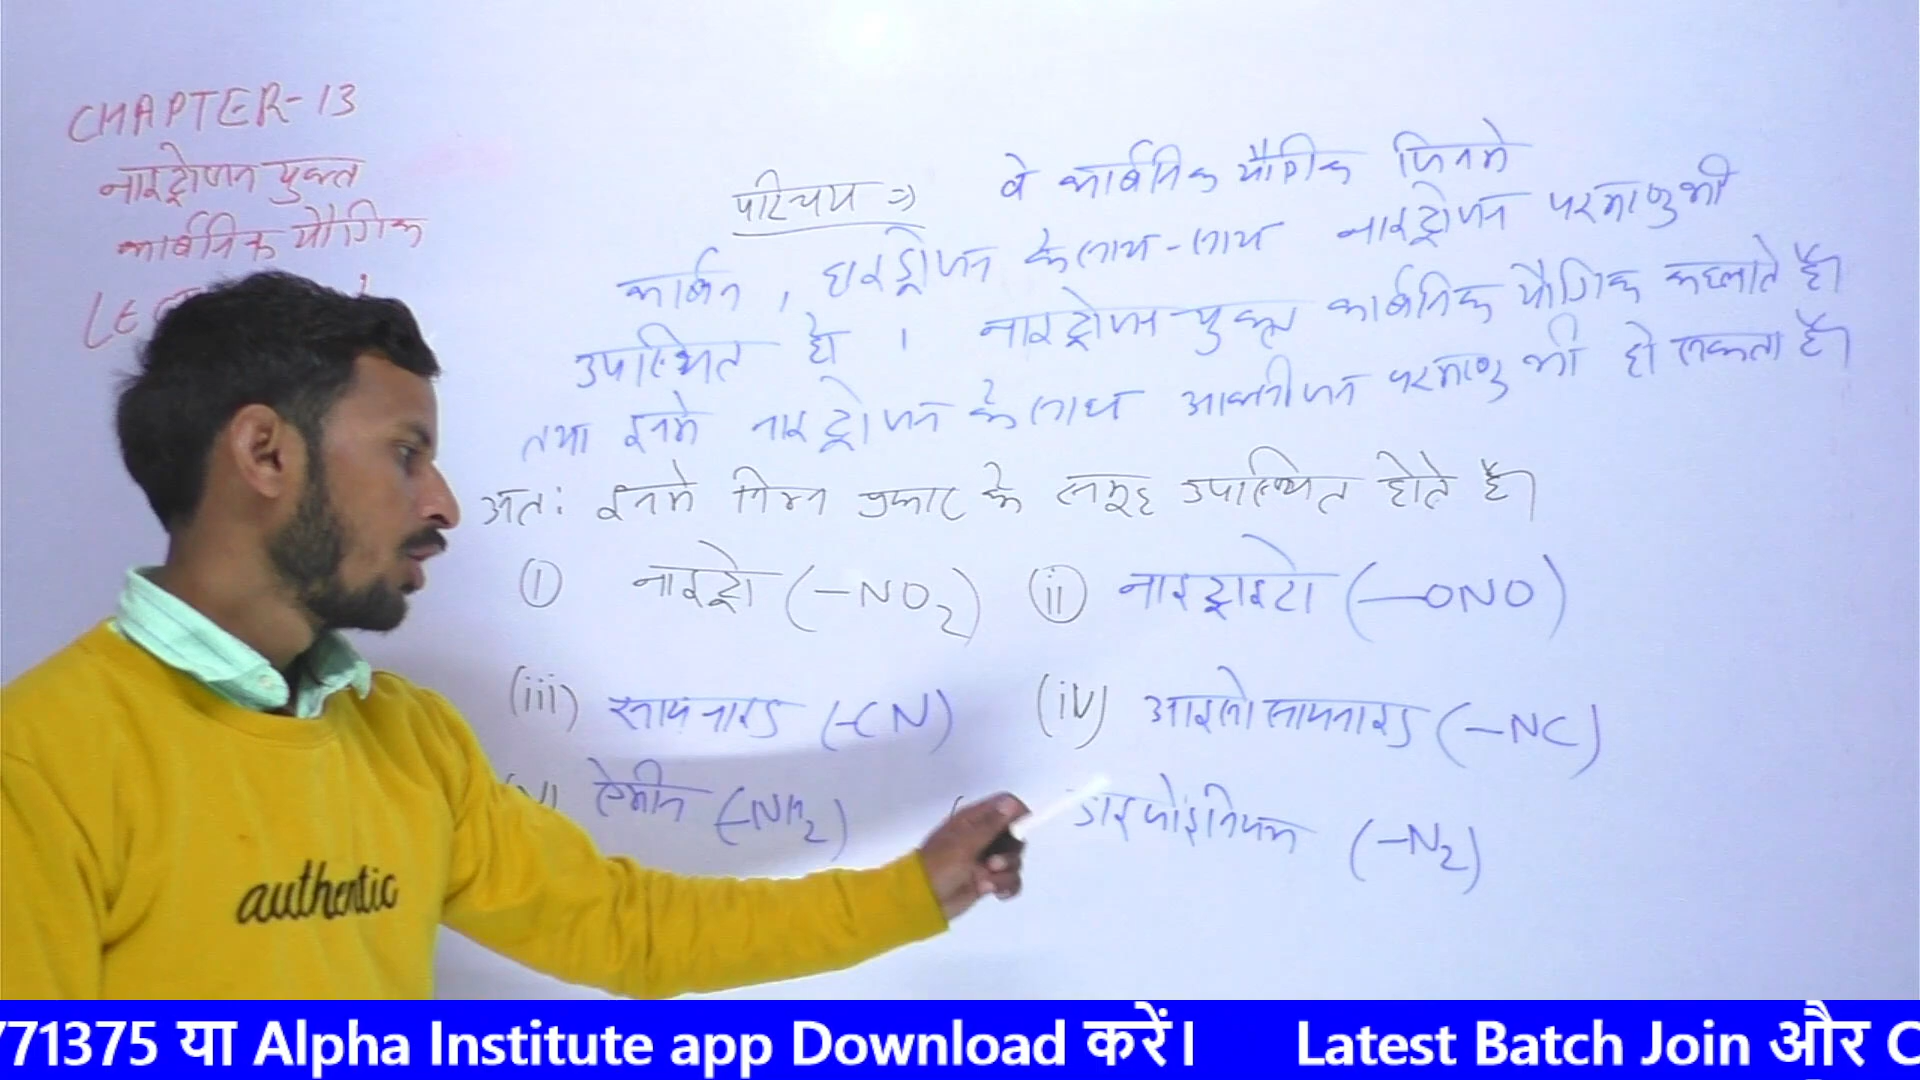 CHAPTER-13
नाइट्रोजन युक्त
कार्बनिक यौगिक
परिचय ⇒ वे कार्बनिक यौगिक जिनमे
कार्बन, हाइड्रोजन के साथ-साथ नाइट्रोजन परमाणु भी
उपस्थित हो । नाइट्रोजन युक्त कार्बनिक यौगिक कहलाते है।
तथा इनमे नाइट्रोजन के साथ आक्सीजन परमाणु भी हो सकता है।
अतः इनमे निम्न प्रकार के समूह उपस्थित होते है।
(i) नाइट्रो (-NO₂) (ii) नाइट्राइटो (-ONO)
(iii) सायनाइड (-CN) (iv) आइसोसायनाइड (-NC)
ऐमीन (-NH₂) डाइजोइनियम (-N₂)
authentic
771375 या Alpha Institute app Download करें। Latest Batch Join और